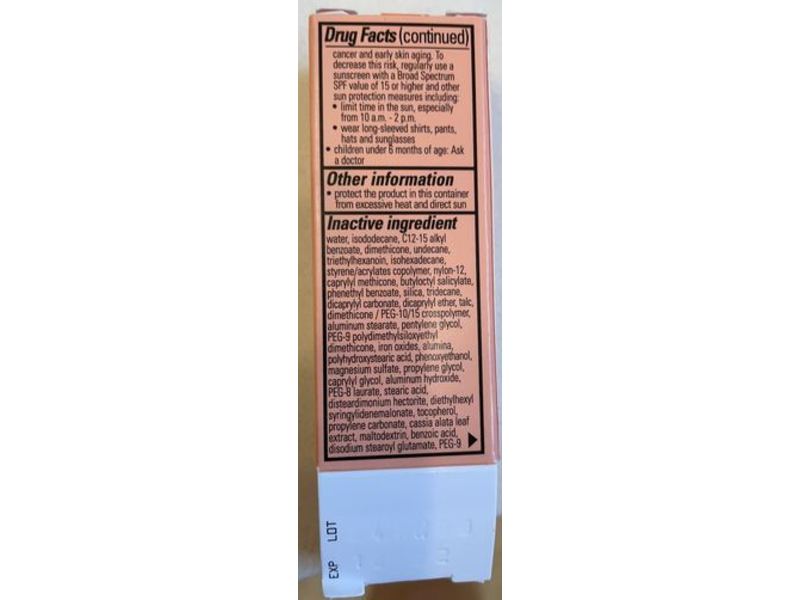 Drug Facts (continued)
cancer and early skin aging. To
decrease this risk, regularly use a
sunscreen with a Broad Spectrum
SPF value of 15 or higher and other
sun protection measures including:
• limit time in the sun, especially
from 10 a.m. - 2 p.m.
• wear long-sleeved shirts, pants,
hats and sunglasses
• children under 6 months of age: Ask
a doctor
Other information
• protect the product in this container
from excessive heat and direct sun
Inactive ingredient
water, isododecane, C12-15 alkyl
benzoate, dimethicone, undecane,
triethylhexanoin, isohexadecane,
styrene/acrylates copolymer, nylon-12,
caprylyl methicone, butyloctyl salicylate,
phenethyl benzoate, silica, tridecane,
dicaprylyl carbonate, dicaprylyl ether, talc,
dimethicone / PEG-10/15 crosspolymer,
aluminum stearate, pentylene glycol,
PEG-9 polydimethylsiloxyethyl
dimethicone, iron oxides, alumina,
polyhydroxystearic acid, phenoxyethanol,
magnesium sulfate, propylene glycol,
caprylyl glycol, aluminum hydroxide,
PEG-8 laurate, stearic acid,
disteardimonium hectorite, diethylhexyl
syringylidenemalonate, tocopherol,
propylene carbonate, cassia alata leaf
extract, maltodextrin, benzoic acid,
disodium stearoyl glutamate, PEG-9
LOT
EXP